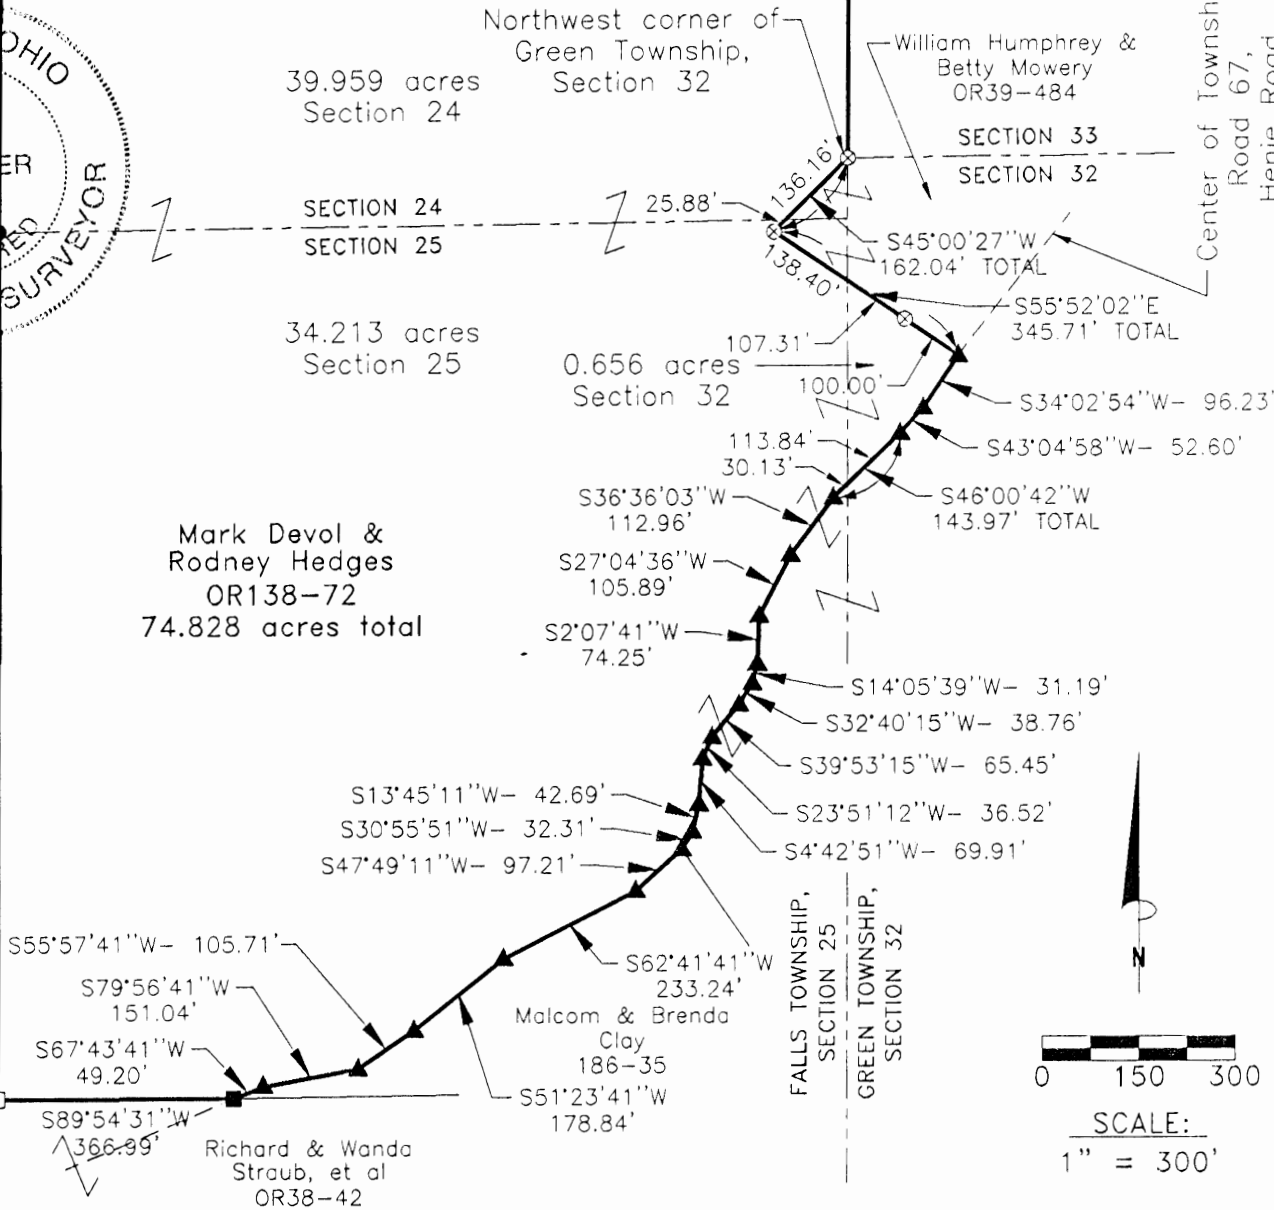 OHIO
ER
RED
SURVEYOR
Northwest corner of
Green Township,
Section 32
39.959 acres
Section 24
William Humphrey &
Betty Mowery
OR39-484
Center of Townsh
Road 67,
Henie Road
SECTION 33
SECTION 32
136.16'
25.88'
SECTION 24
SECTION 25
S45°00'27"W
162.04' TOTAL
138.40'
S55°52'02"E
345.71' TOTAL
107.31'
34.213 acres
Section 25
0.656 acres
Section 32
100.00'
S34°02'54"W- 96.23'
S43°04'58"W- 52.60'
113.84'
30.13'
S46°00'42"W
143.97' TOTAL
S36°36'03"W
112.96'
Mark Devol &
Rodney Hedges
OR138-72
74.828 acres total
S27°04'36"W
105.89'
S2°07'41"W
74.25'
S14°05'39"W- 31.19'
S32°40'15"W- 38.76'
S39°53'15"W- 65.45'
S23°51'12"W- 36.52'
S4°42'51"W- 69.91'
S13°45'11"W- 42.69'
S30°55'51"W- 32.31'
S47°49'11"W- 97.21'
S55°57'41"W- 105.71'
S79°56'41"W
151.04'
S67°43'41"W
49.20'
S62°41'41"W
233.24'
Malcom & Brenda
Clay
186-35
S51°23'41"W
178.84'
S89°54'31"W
366.99'
Richard & Wanda
Straub, et al
OR38-42
FALLS TOWNSHIP,
SECTION 25
GREEN TOWNSHIP,
SECTION 32
N
0 150 300
SCALE:
1" = 300'